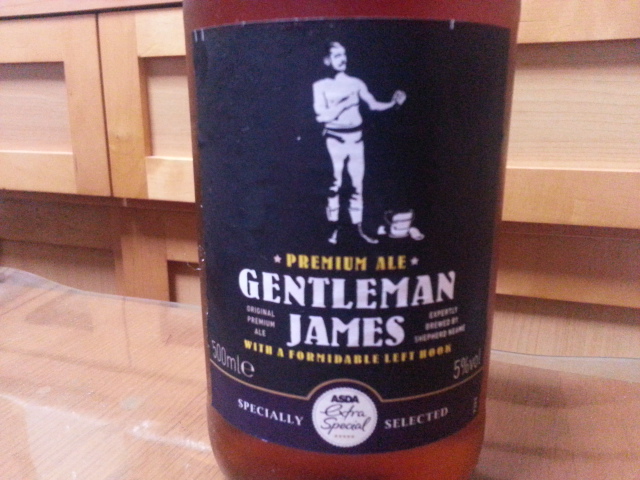 PREMIUM ALE
GENTLEMAN
JAMES
ORIGINAL
PREMIUM
ALE
EXPERTLY
BREWED BY
SHEPHERD NEAME
WITH A FORMIDABLE LEFT HOOK
500ml℮
5%vol
SPECIALLY
ASDA
Extra
Special
SELECTED